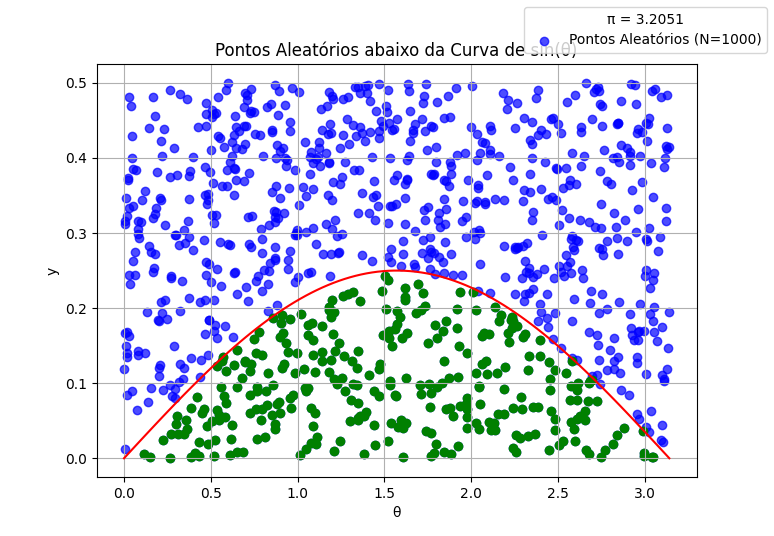 π = 3.2051
Pontos Aleatórios (N=1000)
Pontos Aleatórios abaixo da Curva de sin(θ)
0.5
0.4
0.3
y
0.2
0.1
0.0
0.0 0.5 1.0 1.5 2.0 2.5 3.0
θ